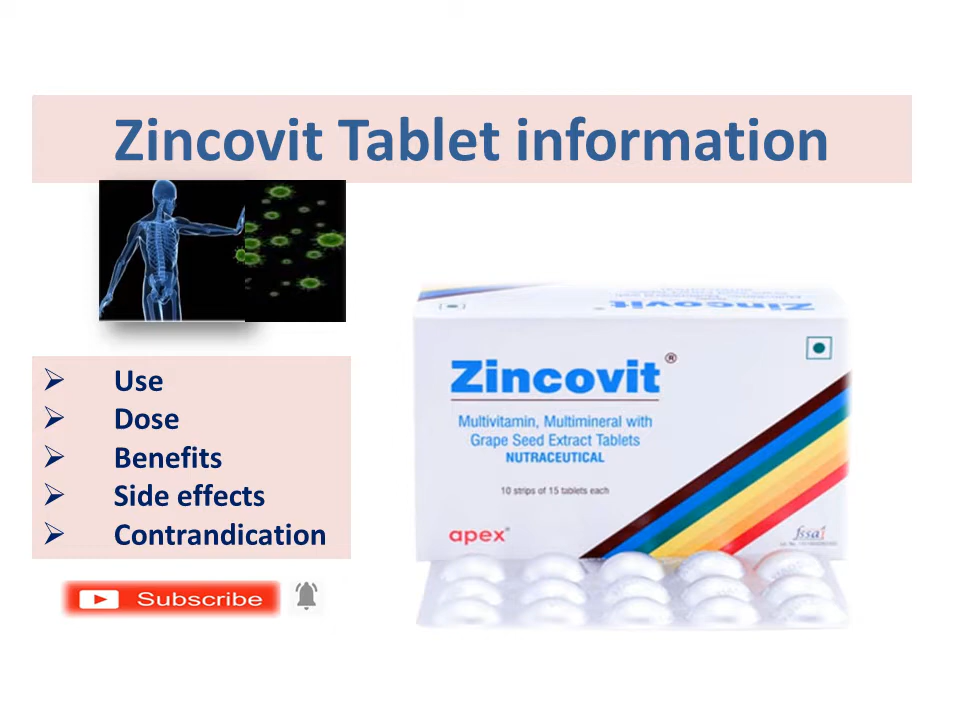 Zincovit Tablet information
Use
Dose
Benefits
Side effects
Contrandication
Subscribe
Zincovit
Zincovit®
Multivitamin, Multimineral with
Grape Seed Extract Tablets
NUTRACEUTICAL
10 strips of 15 tablets each
apex®
fssai